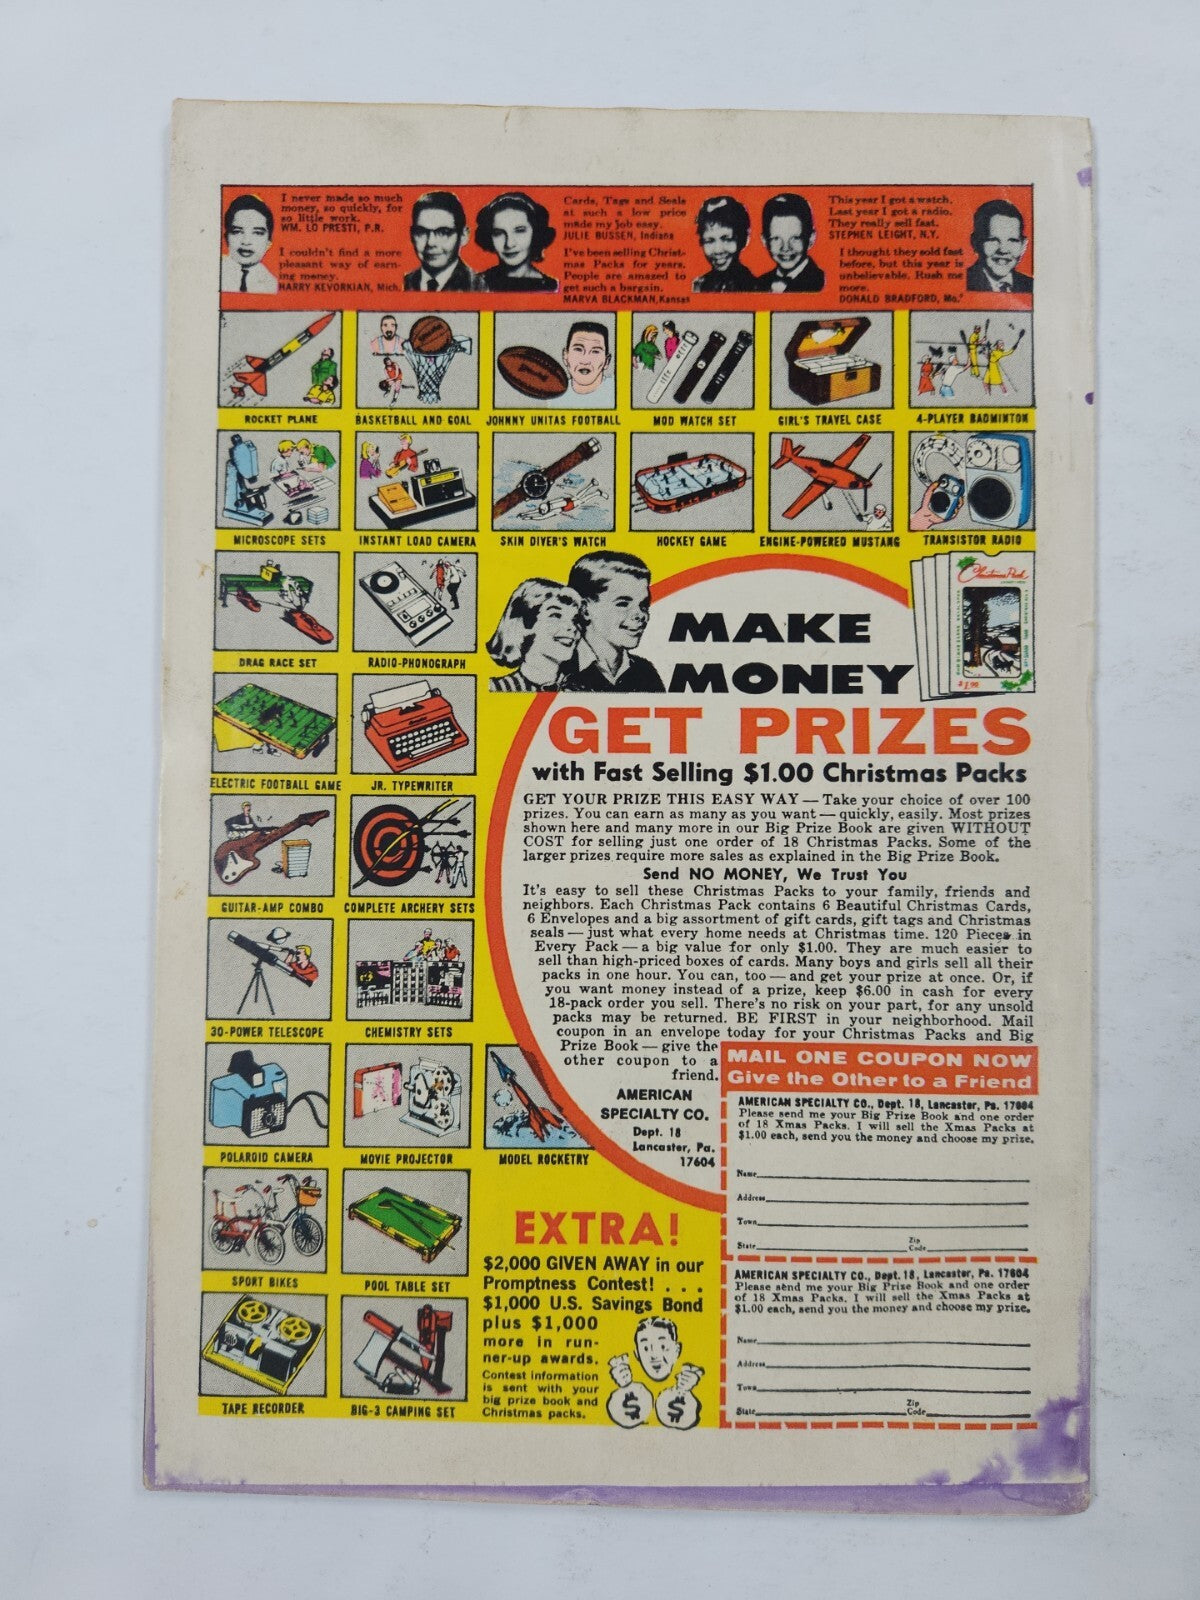 I never made so much
money, so quickly, for
so little work.
WM. LO PRESTI, P.R.
I couldn't find a more
pleasant way of earn-
ing money.
HARRY KEVORKIAN, Mich.
Cards, Tags and Seals
at such a low price
made my job easy.
JULIE BUSSEN, Indiana
I've been selling Christ-
mas Packs for years.
People are amazed to
get such a bargain.
MARVA BLACKMAN, Kansas
This year I got a watch.
Last year I got a radio.
They really sell fast.
STEPHEN LEIGHT, N.Y.
I thought they sold fast
before, but this year is
unbelievable. Rush me
more.
DONALD BRADFORD, Mo.
ROCKET PLANE
BASKETBALL AND GOAL
JOHNNY UNITAS FOOTBALL
MOD WATCH SET
GIRL'S TRAVEL CASE
4-PLAYER BADMINTON
MICROSCOPE SETS
INSTANT LOAD CAMERA
SKIN DIVER'S WATCH
HOCKEY GAME
ENGINE-POWERED MUSTANG
TRANSISTOR RADIO
DRAG RACE SET
RADIO-PHONOGRAPH
ELECTRIC FOOTBALL GAME
JR. TYPEWRITER
GUITAR-AMP COMBO
COMPLETE ARCHERY SETS
30-POWER TELESCOPE
CHEMISTRY SETS
POLAROID CAMERA
MOVIE PROJECTOR
MODEL ROCKETRY
SPORT BIKES
POOL TABLE SET
TAPE RECORDER
BIG-3 CAMPING SET
Christmas Pack
$1.00
MAKE
MONEY
GET PRIZES
with Fast Selling $1.00 Christmas Packs
GET YOUR PRIZE THIS EASY WAY — Take your choice of over 100
prizes. You can earn as many as you want — quickly, easily. Most prizes
shown here and many more in our Big Prize Book are given WITHOUT
COST for selling just one order of 18 Christmas Packs. Some of the
larger prizes require more sales as explained in the Big Prize Book.
Send NO MONEY, We Trust You
It's easy to sell these Christmas Packs to your family, friends and
neighbors. Each Christmas Pack contains 6 Beautiful Christmas Cards,
6 Envelopes and a big assortment of gift cards, gift tags and Christmas
seals — just what every home needs at Christmas time. 120 Pieces in
Every Pack — a big value for only $1.00. They are much easier to
sell than high-priced boxes of cards. Many boys and girls sell all their
packs in one hour. You can, too — and get your prize at once. Or, if
you want money instead of a prize, keep $6.00 in cash for every
18-pack order you sell. There's no risk on your part, for any unsold
packs may be returned. BE FIRST in your neighborhood. Mail
coupon in an envelope today for your Christmas Packs and Big
Prize Book — give the
other coupon to a
friend.
AMERICAN
SPECIALTY CO.
Dept. 18
Lancaster, Pa.
17604
MAIL ONE COUPON NOW
Give the Other to a Friend
AMERICAN SPECIALTY CO., Dept. 18, Lancaster, Pa. 17604
Please send me your Big Prize Book and one order
of 18 Xmas Packs. I will sell the Xmas Packs at
$1.00 each, send you the money and choose my prize.
Name
Address
Town
State Zip Code
AMERICAN SPECIALTY CO., Dept. 18, Lancaster, Pa. 17604
Please send me your Big Prize Book and one order
of 18 Xmas Packs. I will sell the Xmas Packs at
$1.00 each, send you the money and choose my prize.
Name
Address
Town
State Zip Code
EXTRA!
$2,000 GIVEN AWAY in our
Promptness Contest! . . .
$1,000 U.S. Savings Bond
plus $1,000
more in run-
ner-up awards.
Contest information
is sent with your
big prize book and
Christmas packs.
$ $